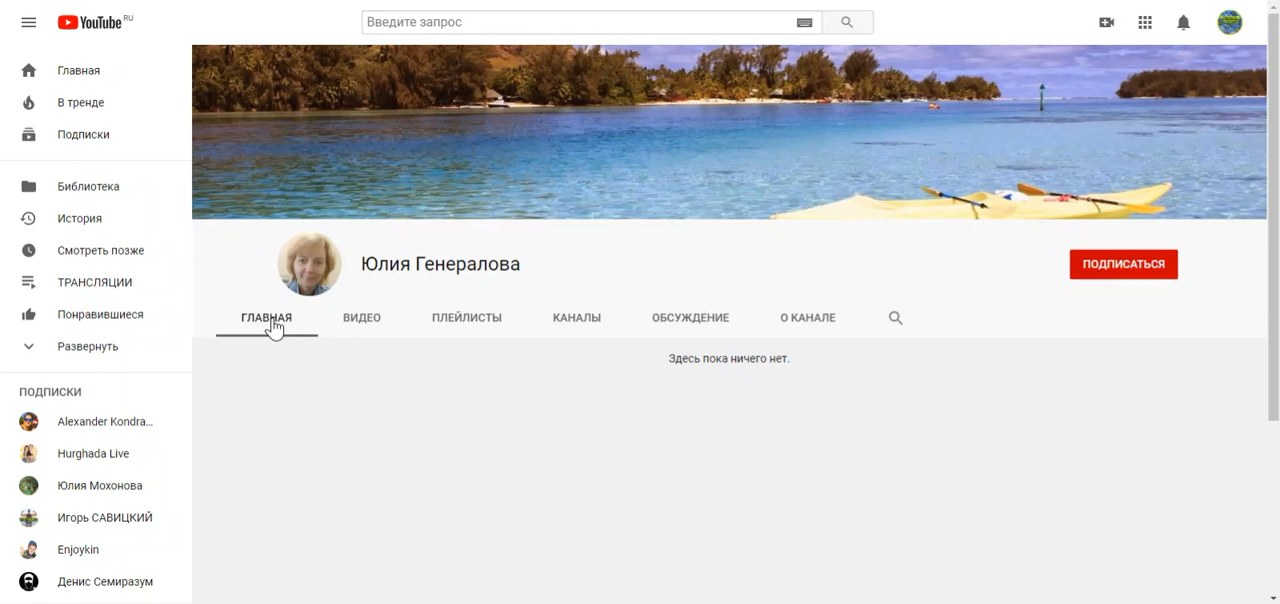 YouTube RU
Введите запрос
Главная
В тренде
Подписки
Библиотека
История
Смотреть позже
ТРАНСЛЯЦИИ
Понравившиеся
Развернуть
ПОДПИСКИ
Alexander Kondra...
Hurghada Live
Юлия Мохонова
Игорь САВИЦКИЙ
Enjoykin
Денис Семиразум
Юлия Генералова
ПОДПИСАТЬСЯ
ГЛАВНАЯ ВИДЕО ПЛЕЙЛИСТЫ КАНАЛЫ ОБСУЖДЕНИЕ О КАНАЛЕ
Здесь пока ничего нет.